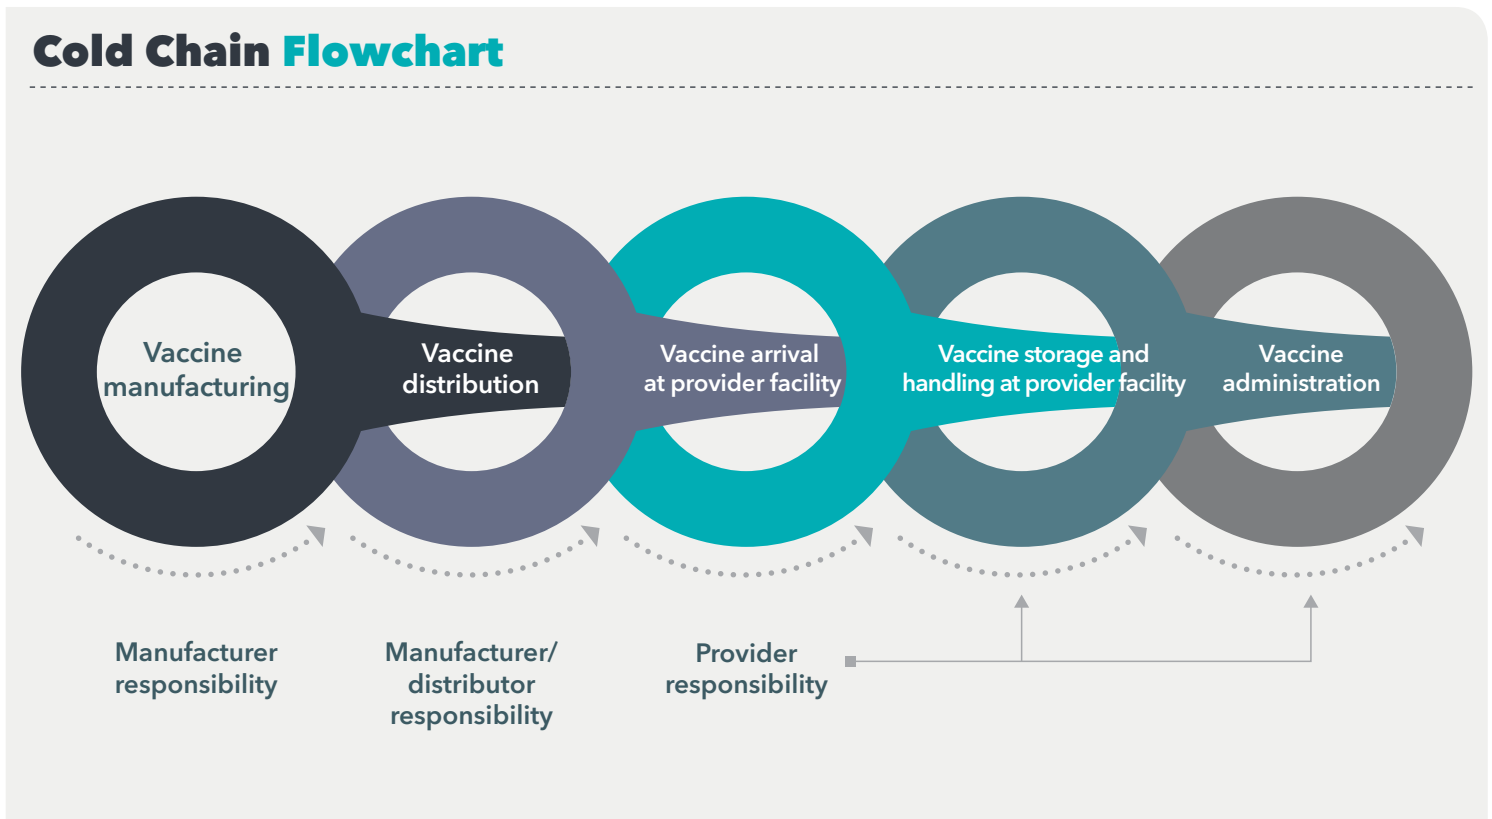 Cold Chain Flowchart
Vaccine
manufacturing
Vaccine
distribution
Vaccine arrival
at provider facility
Vaccine storage and
handling at provider facility
Vaccine
administration
Manufacturer
responsibility
Manufacturer/
distributor
responsibility
Provider
responsibility